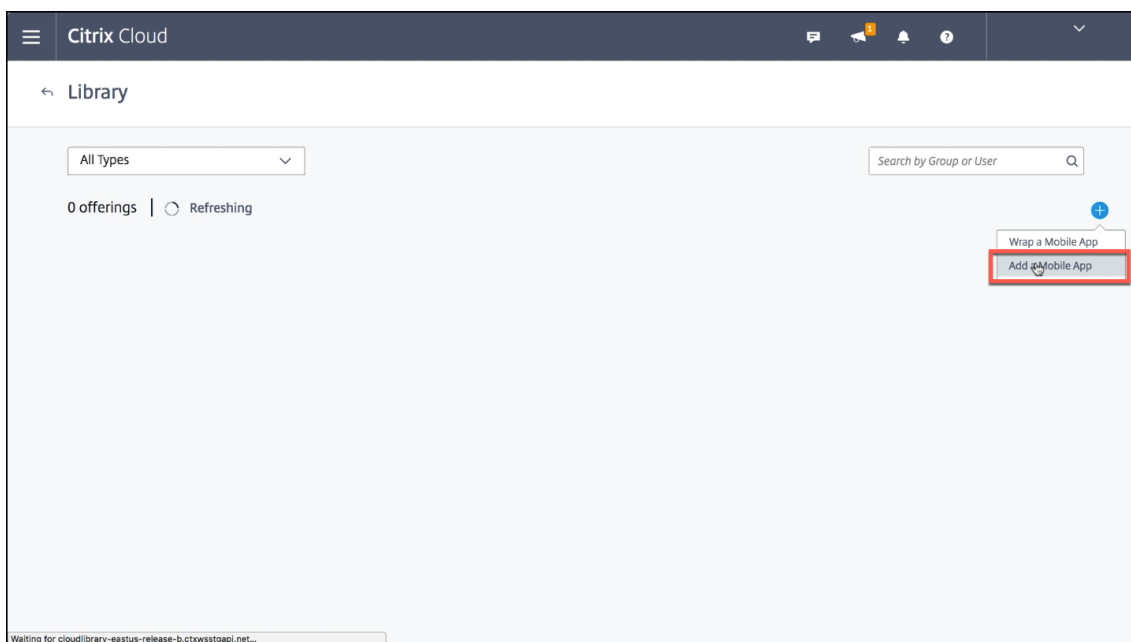 Citrix Cloud
1
Library
All Types
Search by Group or User
0 offerings
Refreshing
Wrap a Mobile App
Add a Mobile App
Waiting for cloudlibrary-eastus-release-b.ctxwsstgapi.net...